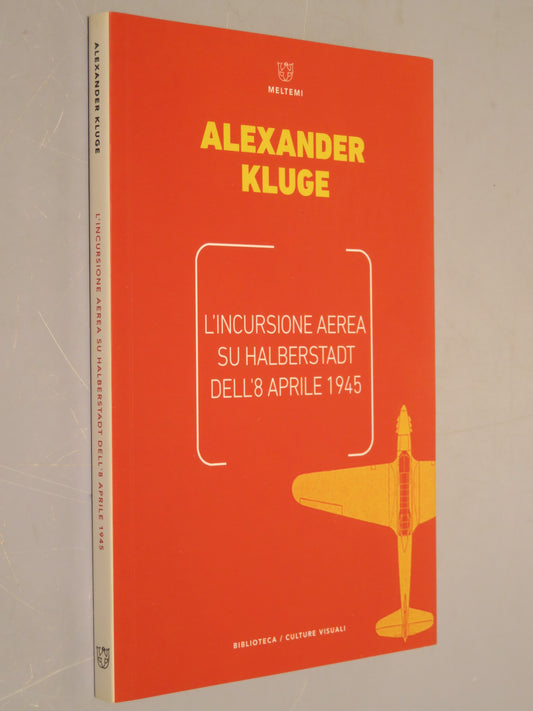 ALEXANDER KLUGE
L'INCURSIONE AEREA SU HALBERSTADT DELL'8 APRILE 1945
MELTEMI
ALEXANDER
KLUGE
L'INCURSIONE AEREA
SU HALBERSTADT
DELL'8 APRILE 1945
BIBLIOTECA / CULTURE VISUALI